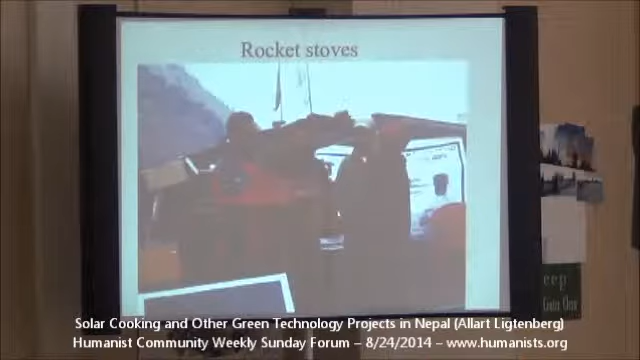 Rocket stoves
eep
Solar Cooking and Other Green Technology Projects in Nepal (Allart Ligtenberg)
Humanist Community Weekly Sunday Forum – 8/24/2014 – www.humanists.org